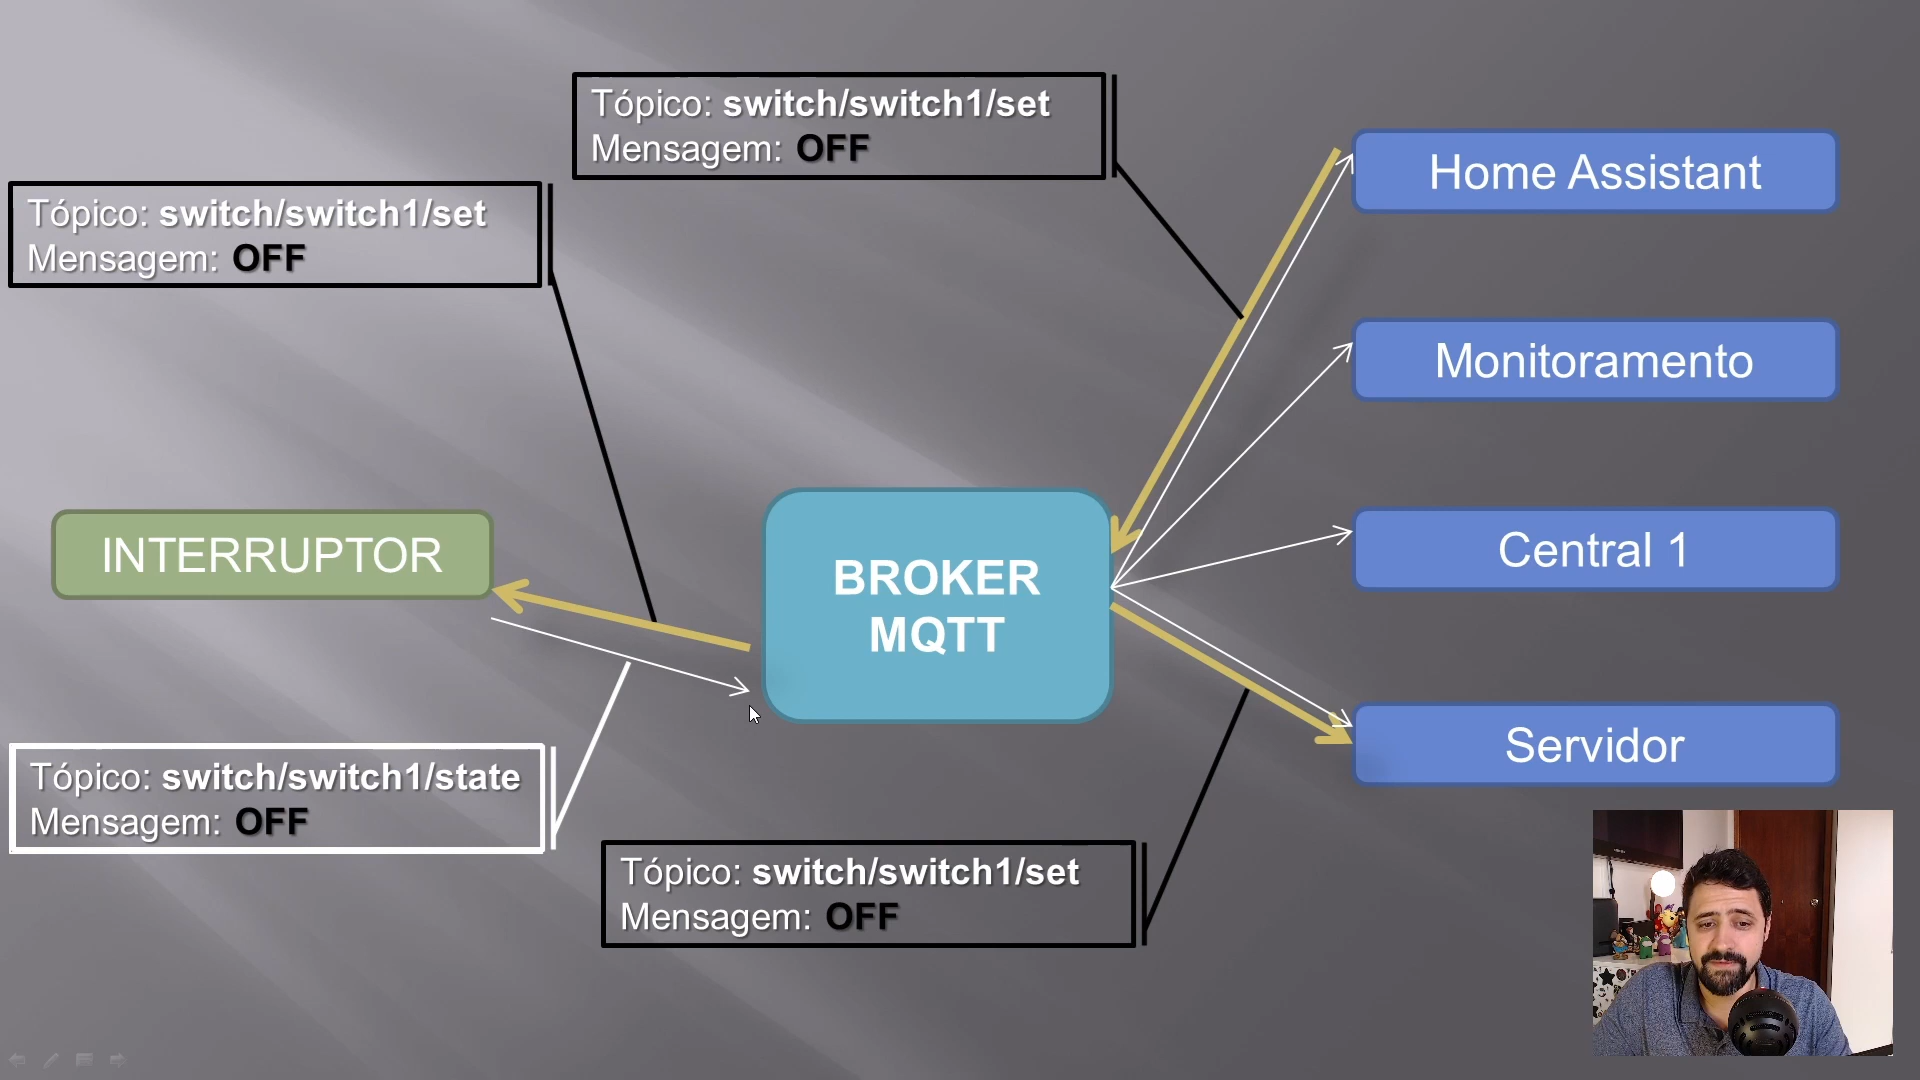 Tópico: switch/switch1/set
Mensagem: OFF
Tópico: switch/switch1/set
Mensagem: OFF
Home Assistant
Monitoramento
INTERRUPTOR
BROKER
MQTT
Central 1
Servidor
Tópico: switch/switch1/state
Mensagem: OFF
Tópico: switch/switch1/set
Mensagem: OFF